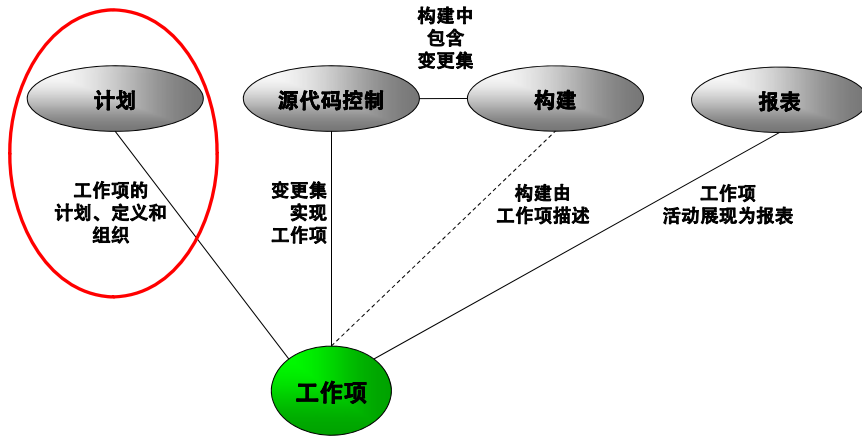 构建中
包含
变更集
计划
源代码控制
构建
报表
工作项的
计划、定义和
组织
变更集
实现
工作项
构建由
工作项描述
工作项
活动展现为报表
工作项